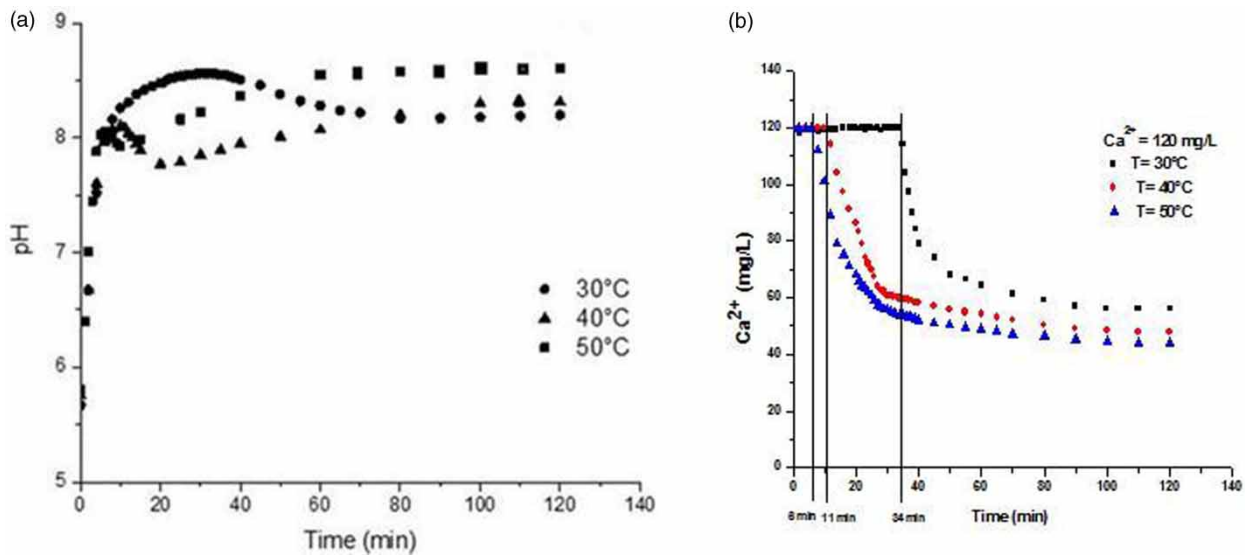 (a)
9
8
7
6
5
pH
0 20 40 60 80 100 120 140
Time (min)
30°C
40°C
50°C
(b)
140
120
100
80
60
40
20
0
Ca2+ (mg/L)
Ca2+ = 120 mg/L
T= 30°C
T= 40°C
T= 50°C
0 20 40 60 80 100 120
6 min 11 min 34 min Time (min)